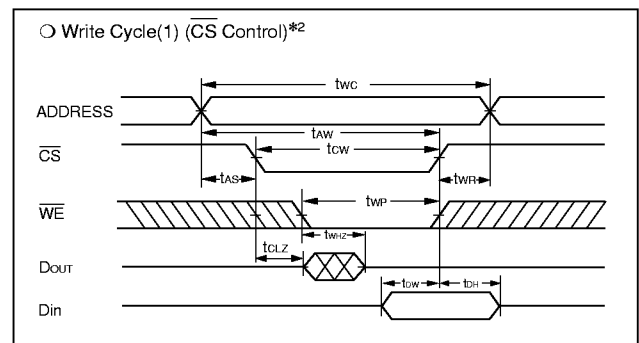 ○ Write Cycle(1) (CS Control)*2
tWC
ADDRESS
tAW
CS
tCW
tAS
tWR
WE
tWP
tCLZ
tWHZ
DOUT
tDW
tDH
Din